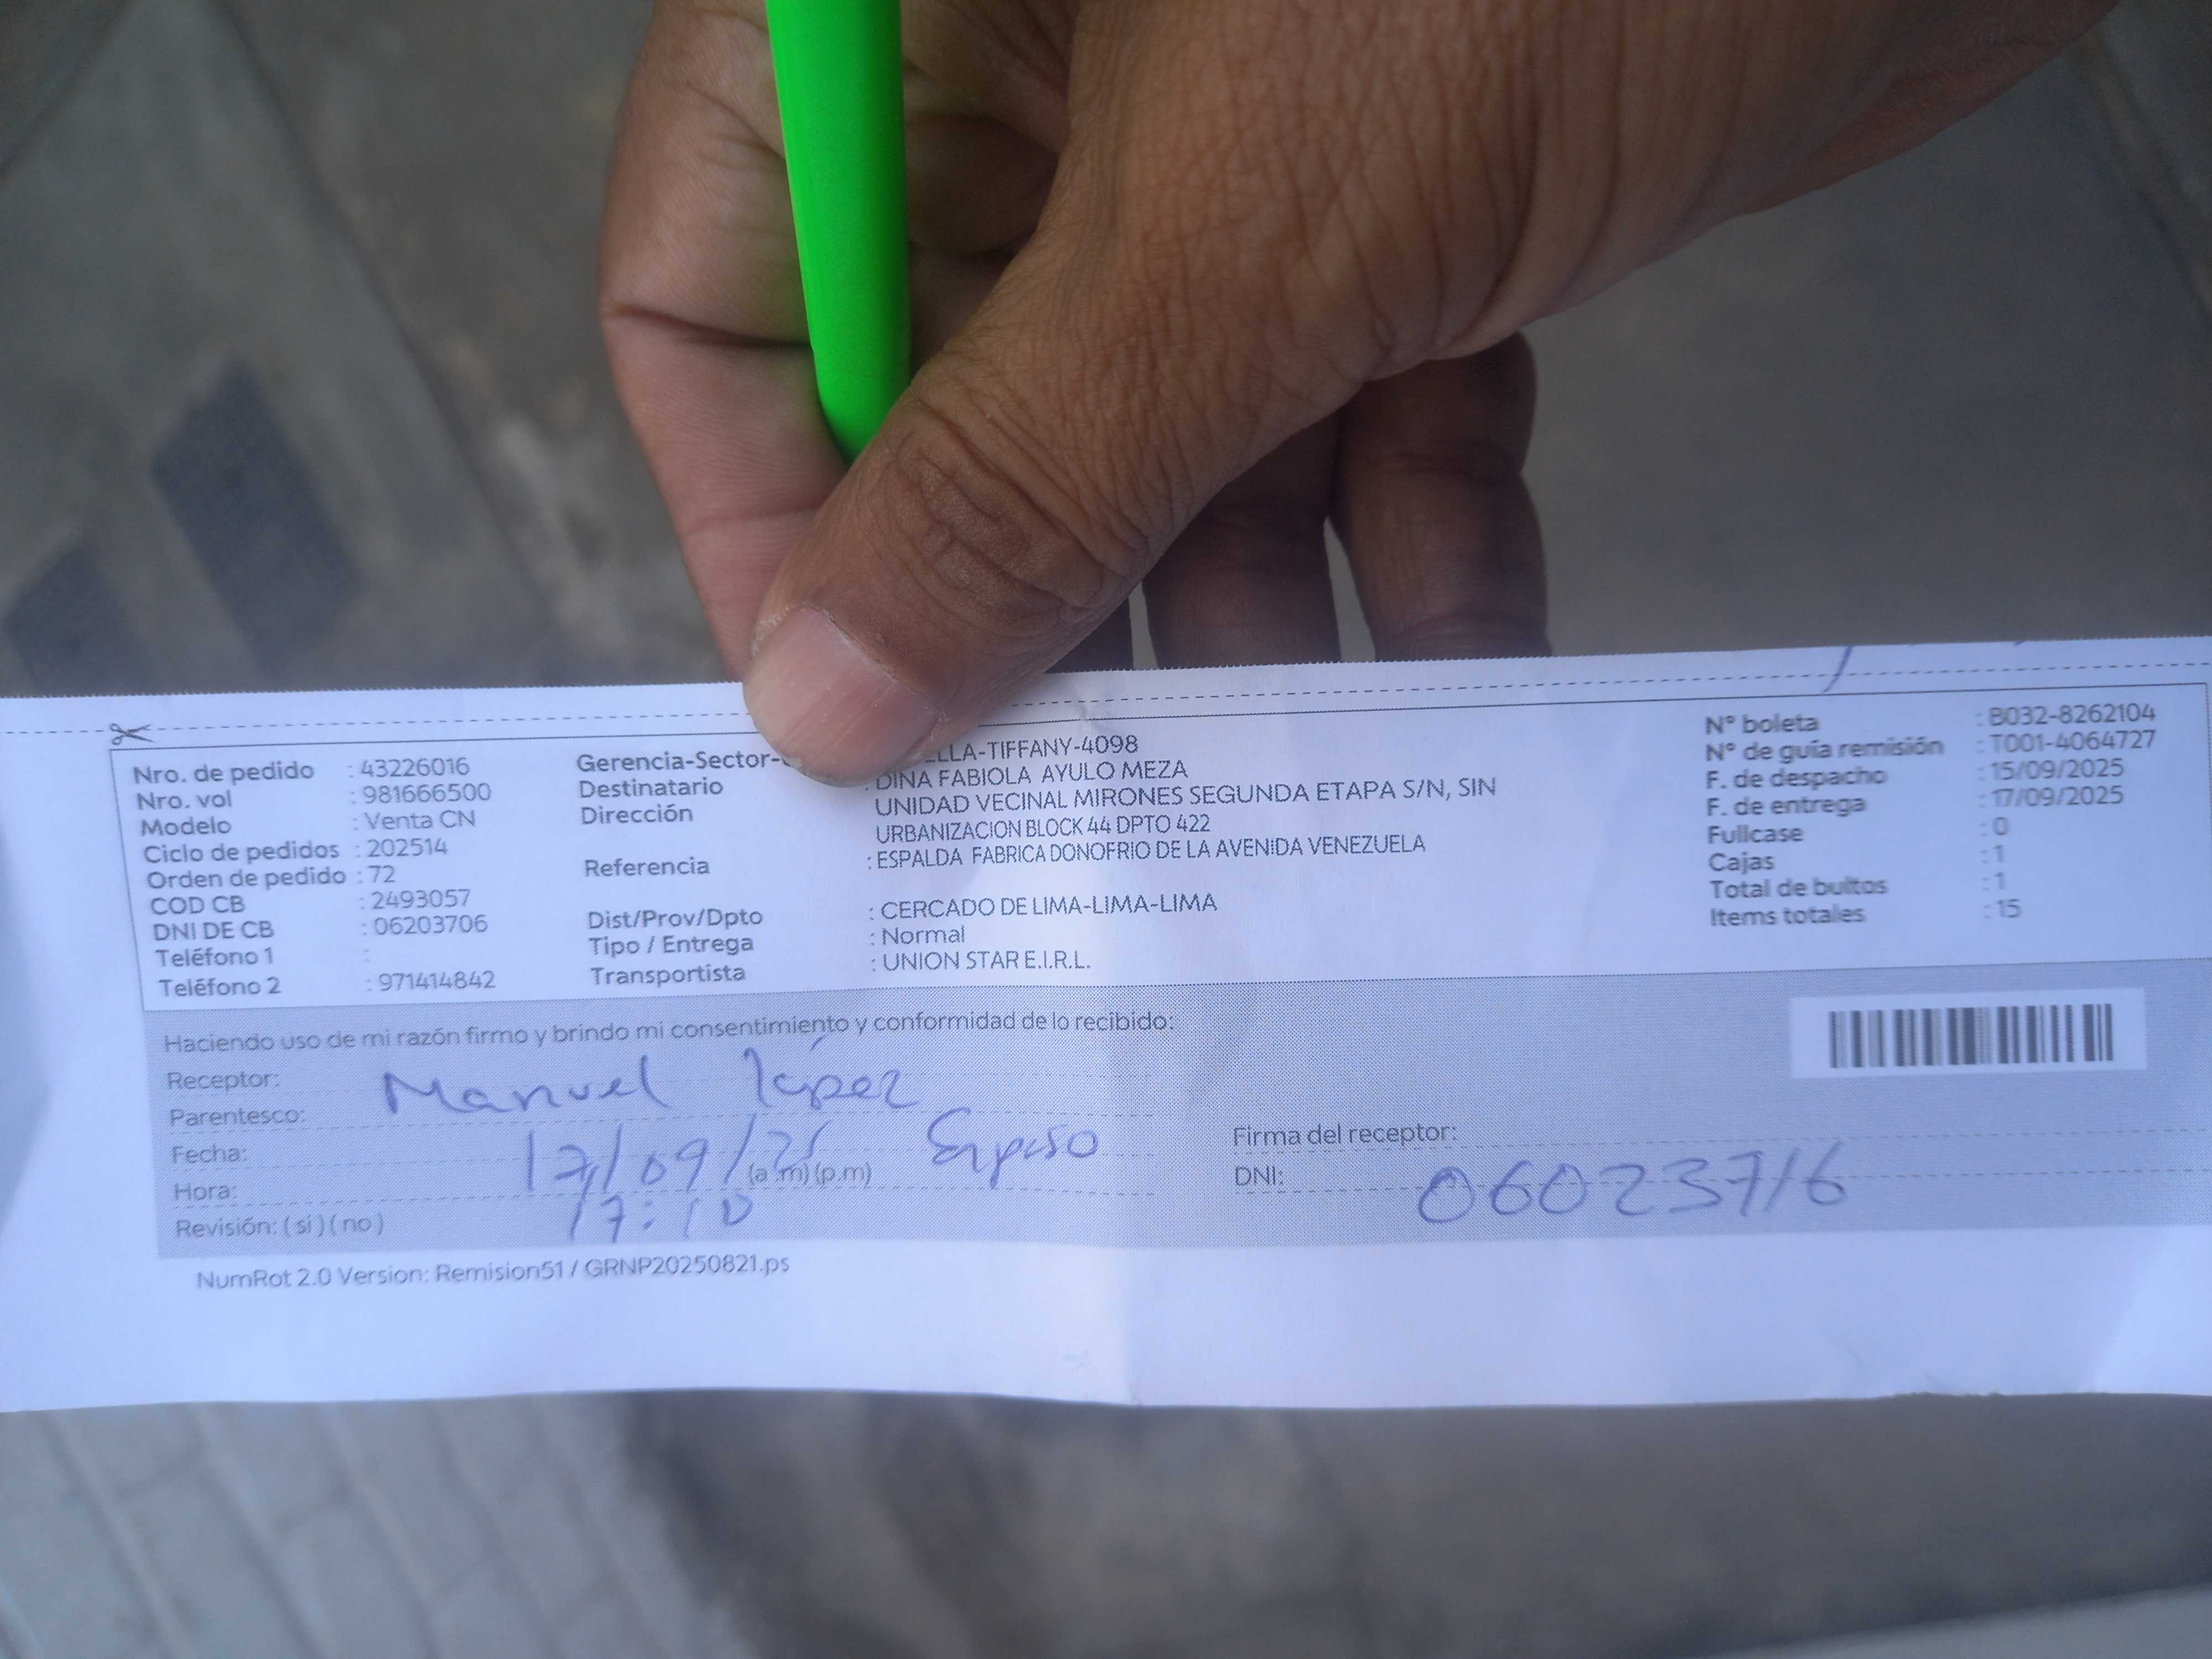 Nro. de pedido : 43226016
Nro. vol : 981666500
Modelo : Venta CN
Ciclo de pedidos : 202514
Orden de pedido : 72
COD CB : 2493057
DNI DE CB : 06203706
Teléfono 1 :
Teléfono 2 : 971414842
Gerencia-Sector- LLA-TIFFANY-4098
Destinatario : DINA FABIOLA AYULO MEZA
Dirección UNIDAD VECINAL MIRONES SEGUNDA ETAPA S/N, SIN
URBANIZACION BLOCK 44 DPTO 422
Referencia : ESPALDA FABRICA DONOFRIO DE LA AVENIDA VENEZUELA
Dist/Prov/Dpto : CERCADO DE LIMA-LIMA-LIMA
Tipo / Entrega : Normal
Transportista : UNION STAR E.I.R.L.
N° boleta : B032-8262104
N° de guía remisión : T001-4064727
F. de despacho : 15/09/2025
F. de entrega : 17/09/2025
Fullcase : 0
Cajas : 1
Total de bultos : 1
Items totales : 15
Haciendo uso de mi razón firmo y brindo mi consentimiento y conformidad de lo recibido:
Receptor: Manuel López
Parentesco: Esposo
Fecha: 17/09/25
Hora: 17:10 (a.m) (p.m)
Revisión: ( si ) ( no )
Firma del receptor:
DNI: 06023716
NumRot 2.0 Version: Remision51 / GRNP20250821.ps